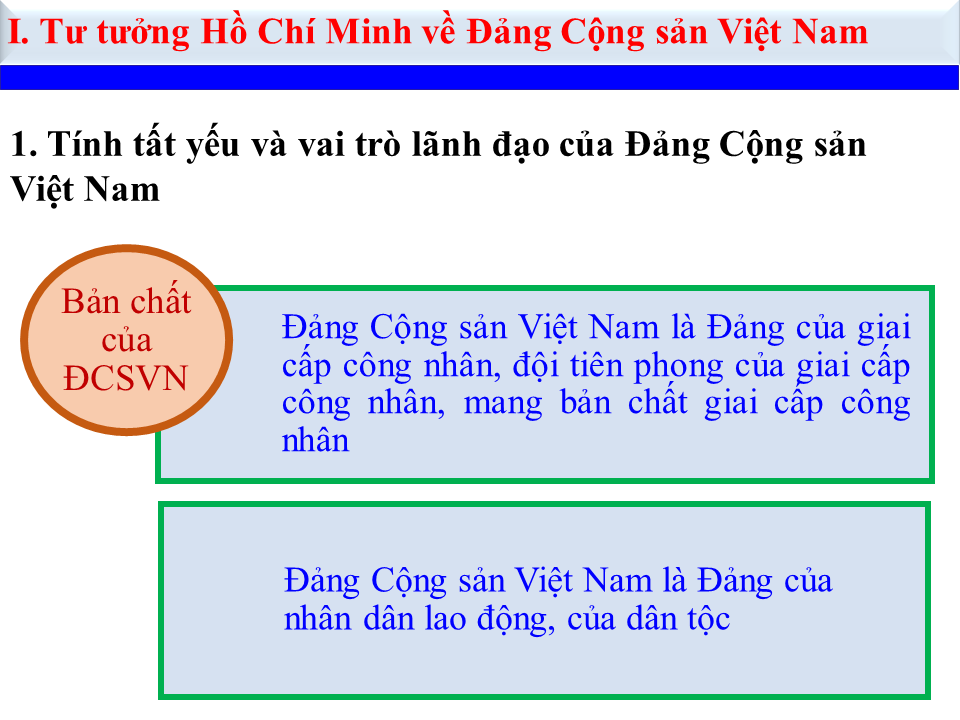 I. Tư tưởng Hồ Chí Minh về Đảng Cộng sản Việt Nam
1. Tính tất yếu và vai trò lãnh đạo của Đảng Cộng sản
Việt Nam
Bản chất
của
ĐCSVN
Đảng Cộng sản Việt Nam là Đảng của giai
cấp công nhân, đội tiên phong của giai cấp
công nhân, mang bản chất giai cấp công
nhân
Đảng Cộng sản Việt Nam là Đảng của
nhân dân lao động, của dân tộc